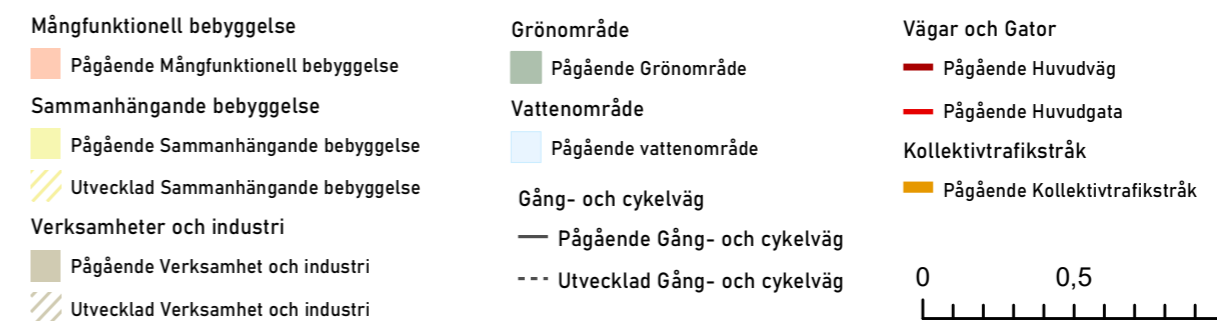 Mångfunktionell bebyggelse
Pågående Mångfunktionell bebyggelse
Sammanhängande bebyggelse
Pågående Sammanhängande bebyggelse
Utvecklad Sammanhängande bebyggelse
Verksamheter och industri
Pågående Verksamhet och industri
Utvecklad Verksamhet och industri
Grönområde
Pågående Grönområde
Vattenområde
Pågående vattenområde
Gång- och cykelväg
Pågående Gång- och cykelväg
Utvecklad Gång- och cykelväg
Vägar och Gator
Pågående Huvudväg
Pågående Huvudgata
Kollektivtrafikstråk
Pågående Kollektivtrafikstråk
0 0,5